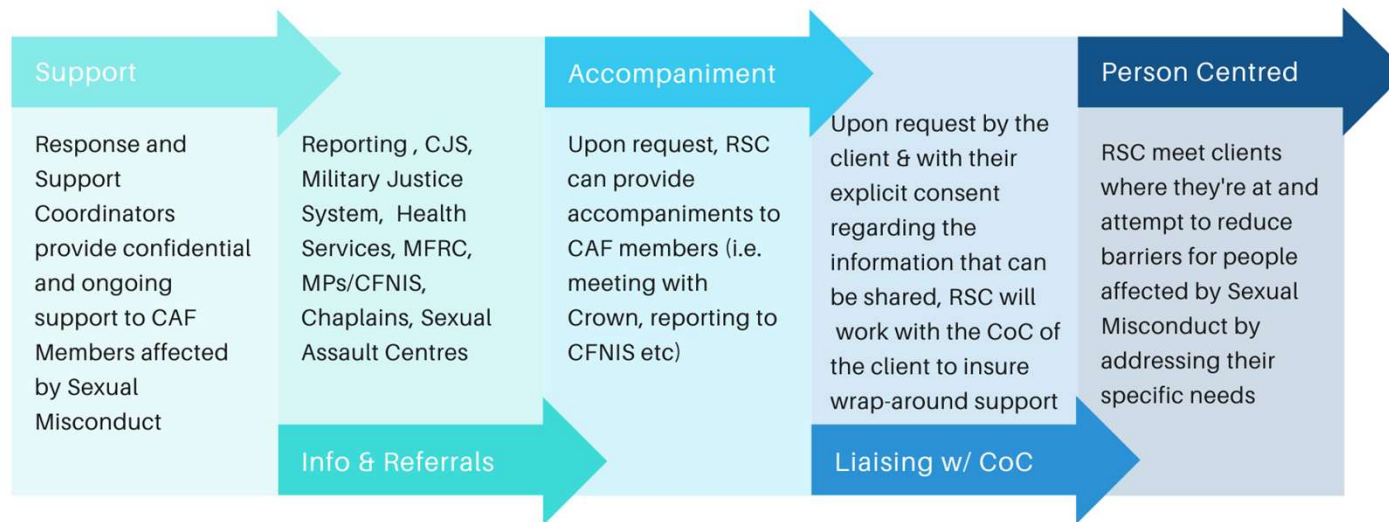 Support
Response and
Support
Coordinators
provide confidential
and ongoing
support to CAF
Members affected
by Sexual
Misconduct
Reporting , CJS,
Military Justice
System, Health
Services, MFRC,
MPs/CFNIS,
Chaplains, Sexual
Assault Centres
Info & Referrals
Accompaniment
Upon request, RSC
can provide
accompaniments to
CAF members (i.e.
meeting with
Crown, reporting to
CFNIS etc)
Upon request by the
client & with their
explicit consent
regarding the
information that can
be shared, RSC will
work with the CoC of
the client to insure
wrap-around support
Liaising w/ CoC
Person Centred
RSC meet clients
where they're at and
attempt to reduce
barriers for people
affected by Sexual
Misconduct by
addressing their
specific needs